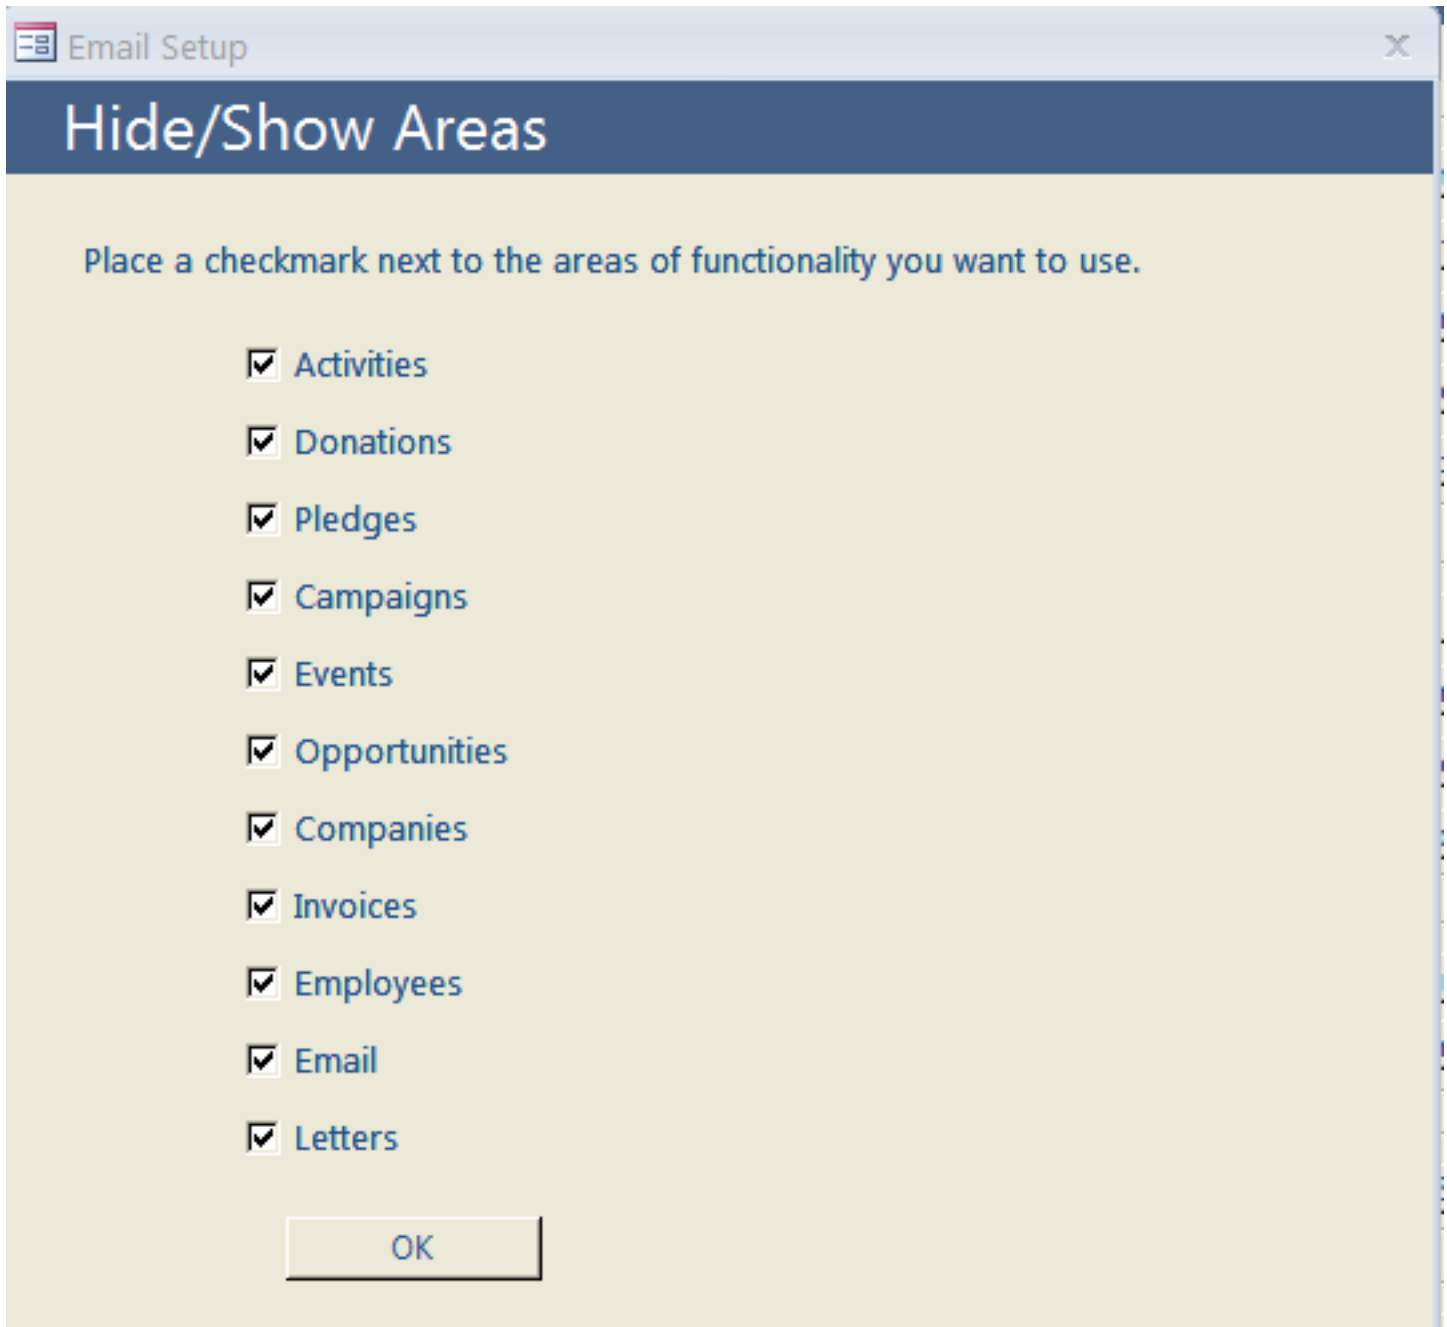 Email Setup
Hide/Show Areas
Place a checkmark next to the areas of functionality you want to use.
Activities
Donations
Pledges
Campaigns
Events
Opportunities
Companies
Invoices
Employees
Email
Letters
OK